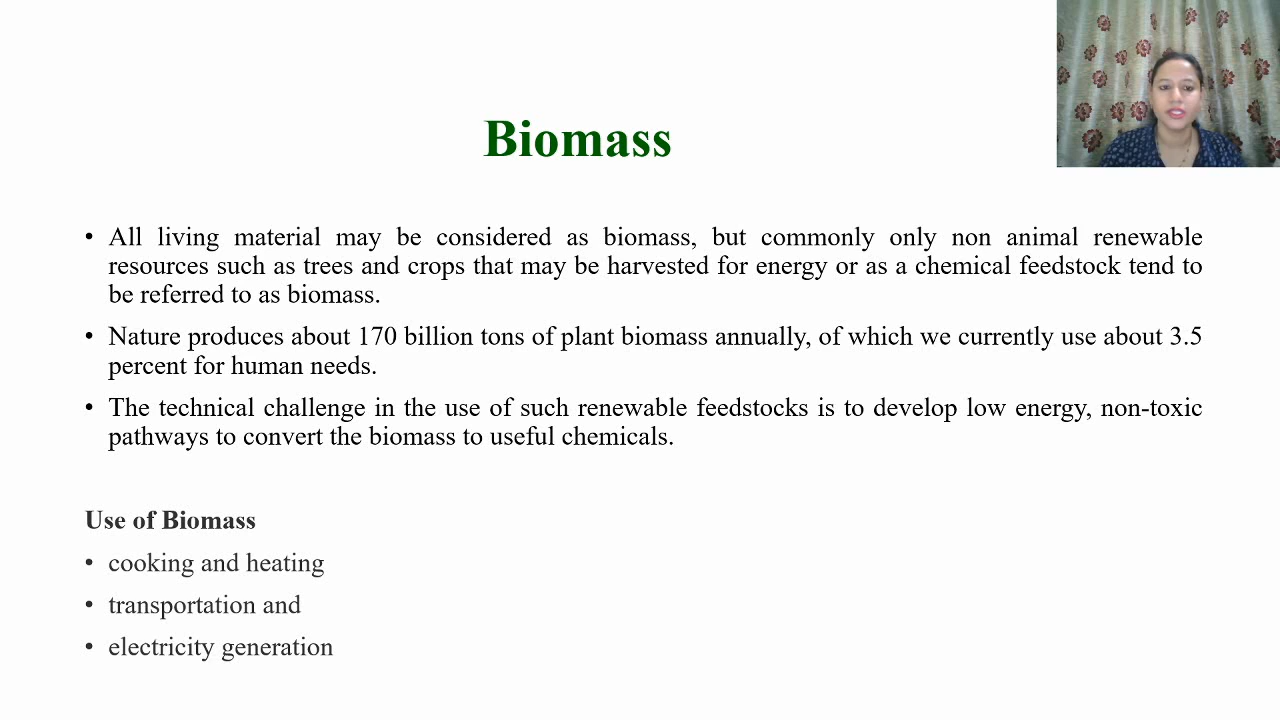 Biomass
• All living material may be considered as biomass, but commonly only non animal renewable
resources such as trees and crops that may be harvested for energy or as a chemical feedstock tend to
be referred to as biomass.
• Nature produces about 170 billion tons of plant biomass annually, of which we currently use about 3.5
percent for human needs.
• The technical challenge in the use of such renewable feedstocks is to develop low energy, non-toxic
pathways to convert the biomass to useful chemicals.
Use of Biomass
• cooking and heating
• transportation and
• electricity generation